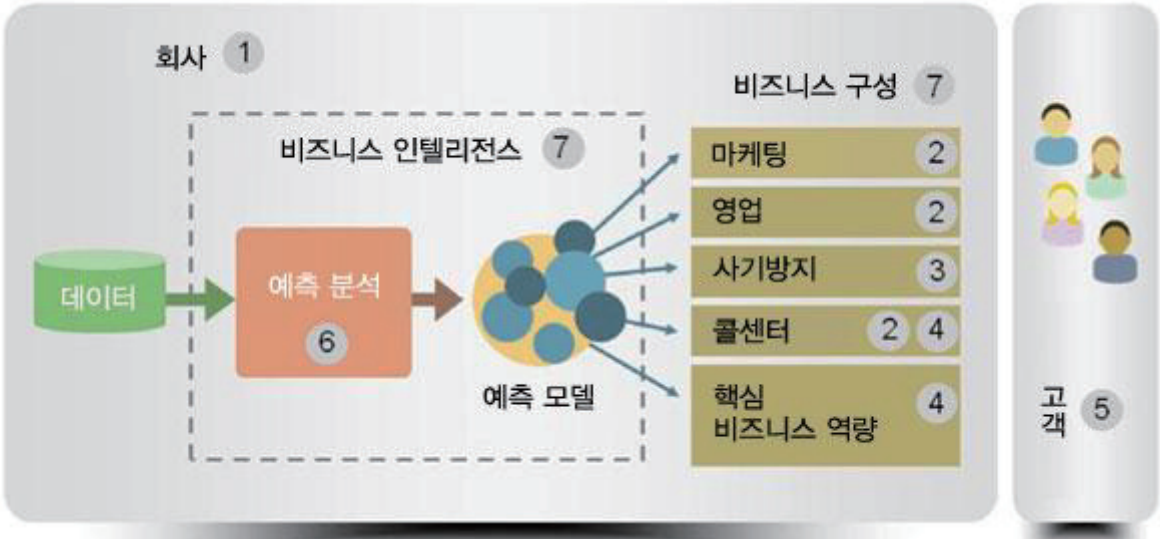 회사 1
비즈니스 구성 7
비즈니스 인텔리전스 7
마케팅 2
영업 2
사기방지 3
콜센터 2 4
핵심 4
비즈니스 역량
데이터
예측 분석
6
예측 모델
고객 5